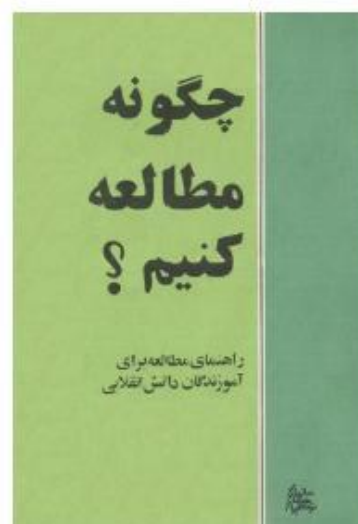 چگونه
مطالعه
کنیم ؟
راهنمای مطالعه برای
آموزندگان دانش انقلابی